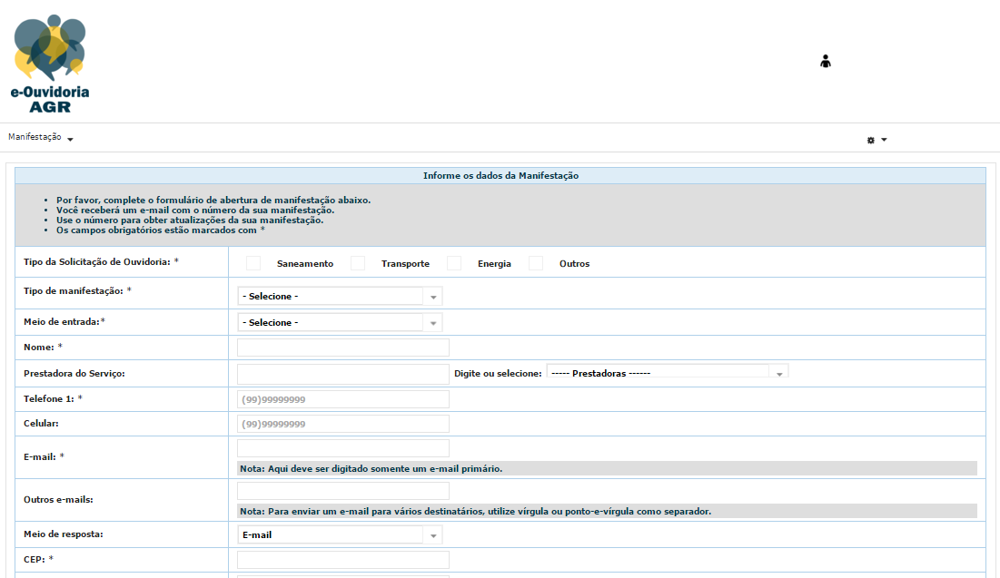 e-Ouvidoria
AGR
Manifestação
Informe os dados da Manifestação
• Por favor, complete o formulário de abertura de manifestação abaixo.
• Você receberá um e-mail com o número da sua manifestação.
• Use o número para obter atualizações da sua manifestação.
• Os campos obrigatórios estão marcados com *
Tipo da Solicitação de Ouvidoria: * Saneamento Transporte Energia Outros
Tipo de manifestação: * - Selecione -
Meio de entrada:* - Selecione -
Nome: *
Prestadora do Serviço: Digite ou selecione: ----- Prestadoras ------
Telefone 1: * (99)99999999
Celular: (99)99999999
E-mail: *
Nota: Aqui deve ser digitado somente um e-mail primário.
Outros e-mails:
Nota: Para enviar um e-mail para vários destinatários, utilize vírgula ou ponto-e-vírgula como separador.
Meio de resposta: E-mail
CEP: *